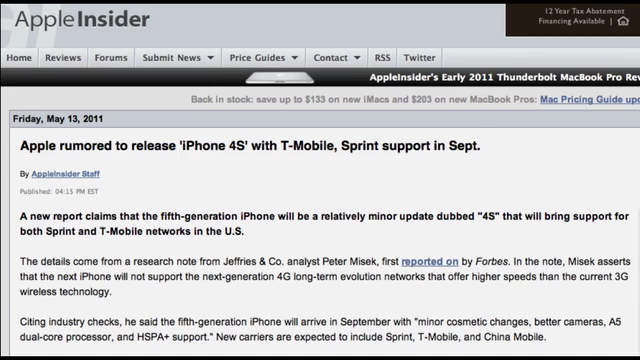 AppleInsider
12 Year Tax Abatement
Financing Available |
Home Reviews Forums Submit News Price Guides Contact RSS Twitter
AppleInsider's Early 2011 Thunderbolt MacBook Pro Rev
Back in stock: save up to $133 on new iMacs and $203 on new MacBook Pros: Mac Pricing Guide upd
Friday, May 13, 2011
Apple rumored to release 'iPhone 4S' with T-Mobile, Sprint support in Sept.
By AppleInsider Staff
Published: 04:15 PM EST
A new report claims that the fifth-generation iPhone will be a relatively minor update dubbed "4S" that will bring support for
both Sprint and T-Mobile networks in the U.S.
The details come from a research note from Jeffries & Co. analyst Peter Misek, first reported on by Forbes. In the note, Misek asserts
that the next iPhone will not support the next-generation 4G long-term evolution networks that offer higher speeds than the current 3G
wireless technology.
Citing industry checks, he said the fifth-generation iPhone will arrive in September with "minor cosmetic changes, better cameras, A5
dual-core processor, and HSPA+ support." New carriers are expected to include Sprint, T-Mobile, and China Mobile.